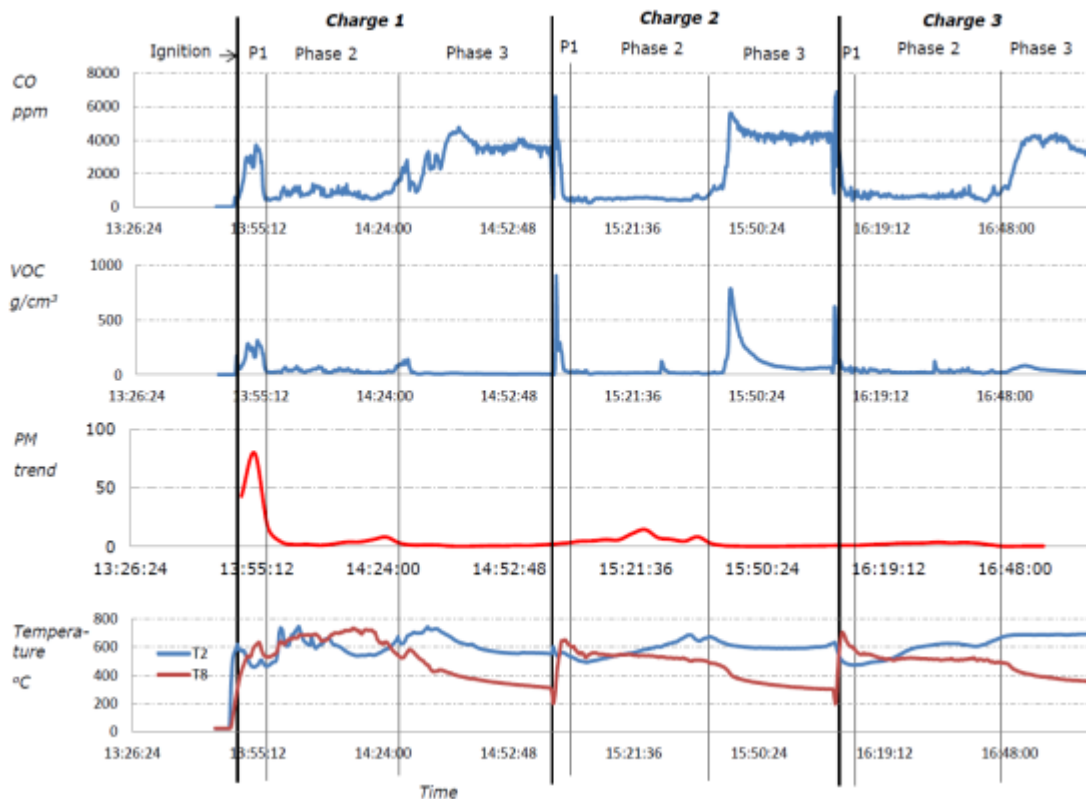 Charge 1 Charge 2 Charge 3
Ignition P1 Phase 2 Phase 3 P1 Phase 2 Phase 3 P1 Phase 2 Phase 3
CO
ppm
8000
6000
4000
2000
0
13:26:24 13:55:12 14:24:00 14:52:48 15:21:36 15:50:24 16:19:12 16:48:00
VOC
g/cm³
1000
500
0
13:26:24 13:55:12 14:24:00 14:52:48 15:21:36 15:50:24 16:19:12 16:48:00
PM
trend
100
50
0
13:26:24 13:55:12 14:24:00 14:52:48 15:21:36 15:50:24 16:19:12 16:48:00
Tempera-
ture
ºC
800
600
400
200
0
T2
T8
13:26:24 13:55:12 14:24:00 14:52:48 15:21:36 15:50:24 16:19:12 16:48:00
Time